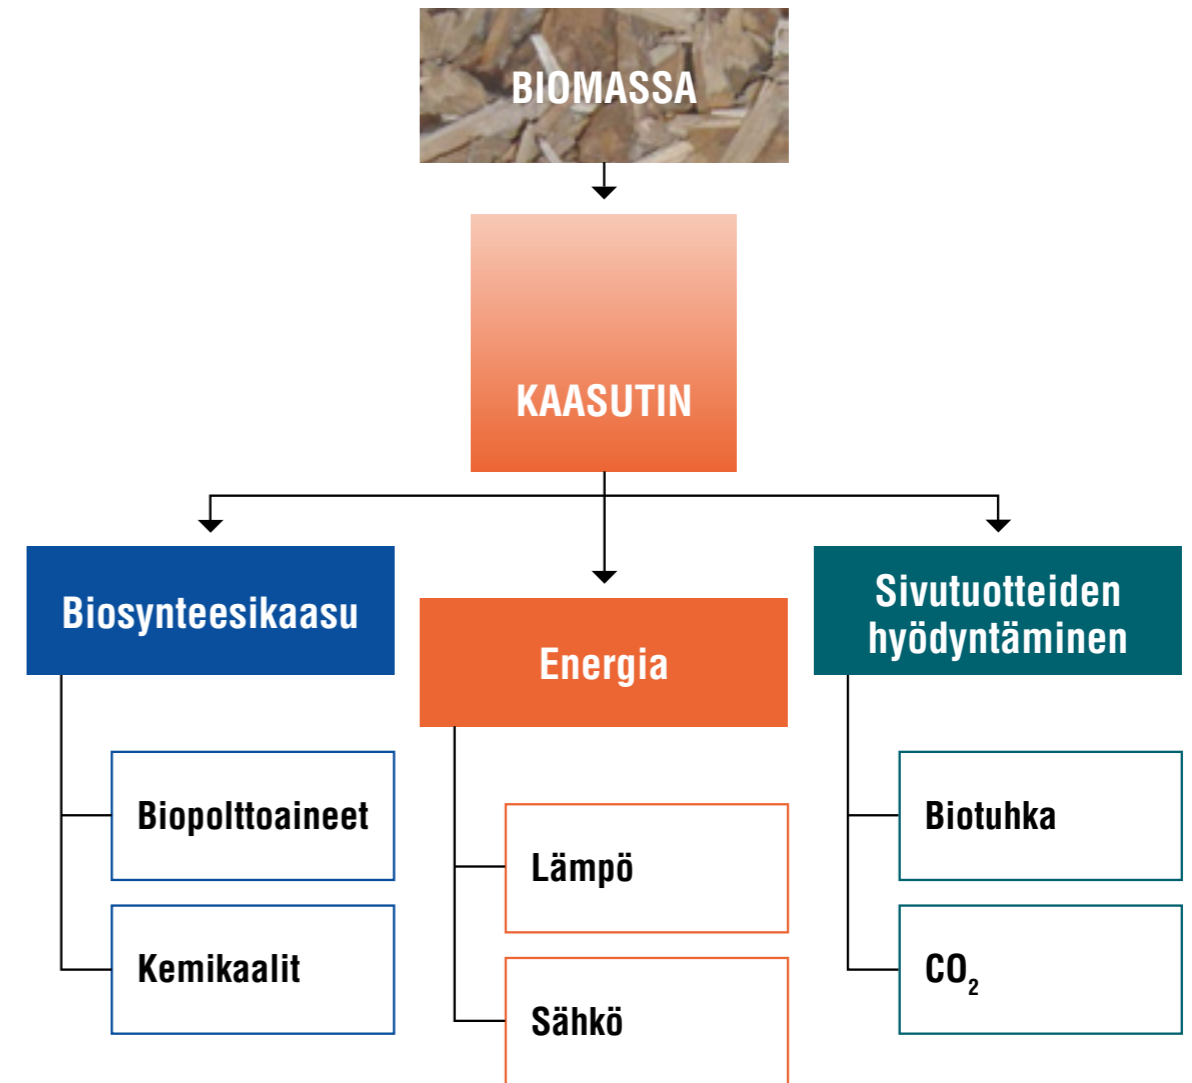 BIOMASSA
KAASUTIN
Biosynteesikaasu
Biopolttoaineet
Kemikaalit
Energia
Lämpö
Sähkö
Sivutuotteiden
hyödyntäminen
Biotuhka
CO₂